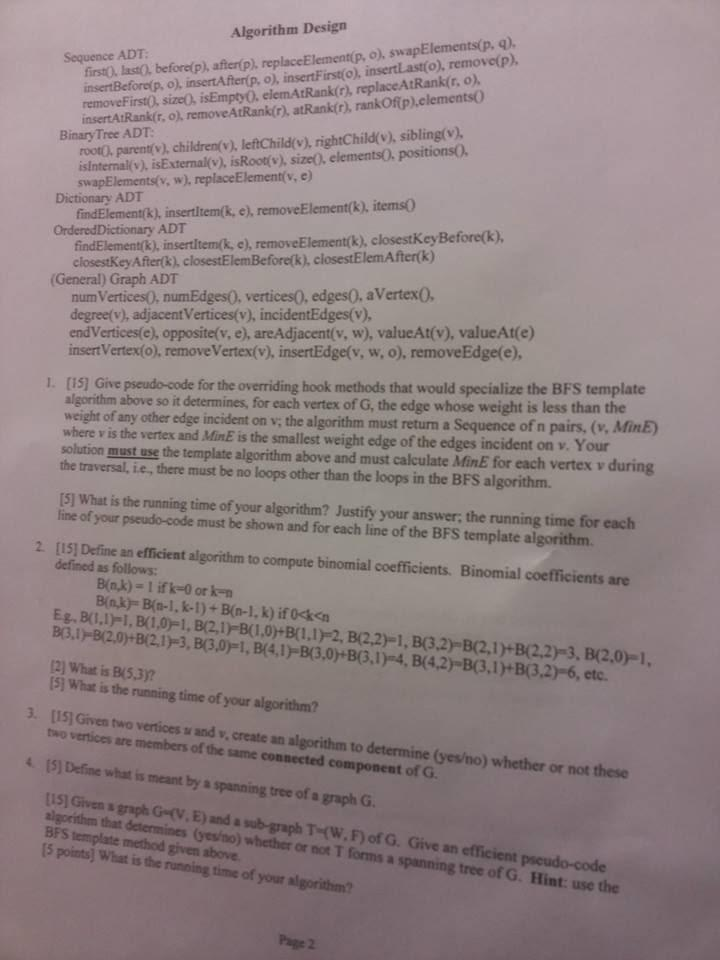 Algorithm Design
Sequence ADT:
first(), last(), before(p), after(p), replaceElement(p, o), swapElements(p, q),
insertBefore(p, o), insertAfter(p, o), insertFirst(o), insertLast(o), remove(p),
removeFirst(), size(), isEmpty(), elemAtRank(r), replaceAtRank(r, o),
insertAtRank(r, o), removeAtRank(r), atRank(r), rankOf(p),elements()
BinaryTree ADT:
root(), parent(v), children(v), leftChild(v), rightChild(v), sibling(v),
isInternal(v), isExternal(v), isRoot(v), size(), elements(), positions(),
swapElements(v, w), replaceElement(v, e)
Dictionary ADT
findElement(k), insertItem(k, e), removeElement(k), items()
OrderedDictionary ADT
findElement(k), insertItem(k, e), removeElement(k), closestKeyBefore(k),
closestKeyAfter(k), closestElemBefore(k), closestElemAfter(k)
(General) Graph ADT
numVertices(), numEdges(), vertices(), edges(), aVertex(),
degree(v), adjacentVertices(v), incidentEdges(v),
endVertices(e), opposite(v, e), areAdjacent(v, w), valueAt(v), valueAt(e)
insertVertex(o), removeVertex(v), insertEdge(v, w, o), removeEdge(e),
1. [15] Give pseudo-code for the overriding hook methods that would specialize the BFS template
algorithm above so it determines, for each vertex of G, the edge whose weight is less than the
weight of any other edge incident on v; the algorithm must return a Sequence of n pairs, (v, MinE)
where v is the vertex and MinE is the smallest weight edge of the edges incident on v. Your
solution must use the template algorithm above and must calculate MinE for each vertex v during
the traversal, i.e., there must be no loops other than the loops in the BFS algorithm.
[5] What is the running time of your algorithm? Justify your answer; the running time for each
line of your pseudo-code must be shown and for each line of the BFS template algorithm.
2. [15] Define an efficient algorithm to compute binomial coefficients. Binomial coefficients are
defined as follows:
B(n,k) = 1 if k=0 or k=n
B(n,k)= B(n-1, k-1) + B(n-1, k) if 0<k<n
E.g., B(1,1)=1, B(1,0)=1, B(2,1)=B(1,0)+B(1,1)=2, B(2,2)=1, B(3,2)=B(2,1)+B(2,2)=3, B(2,0)=1,
B(3,1)=B(2,0)+B(2,1)=3, B(3,0)=1, B(4,1)=B(3,0)+B(3,1)=4, B(4,2)=B(3,1)+B(3,2)=6, etc.
[2] What is B(5,3)?
[5] What is the running time of your algorithm?
3. [15] Given two vertices u and v, create an algorithm to determine (yes/no) whether or not these
two vertices are members of the same connected component of G.
4. [5] Define what is meant by a spanning tree of a graph G.
[15] Given a graph G=(V, E) and a sub-graph T=(W, F) of G. Give an efficient pseudo-code
algorithm that determines (yes/no) whether or not T forms a spanning tree of G. Hint: use the
BFS template method given above.
[5 points] What is the running time of your algorithm?
Page 2